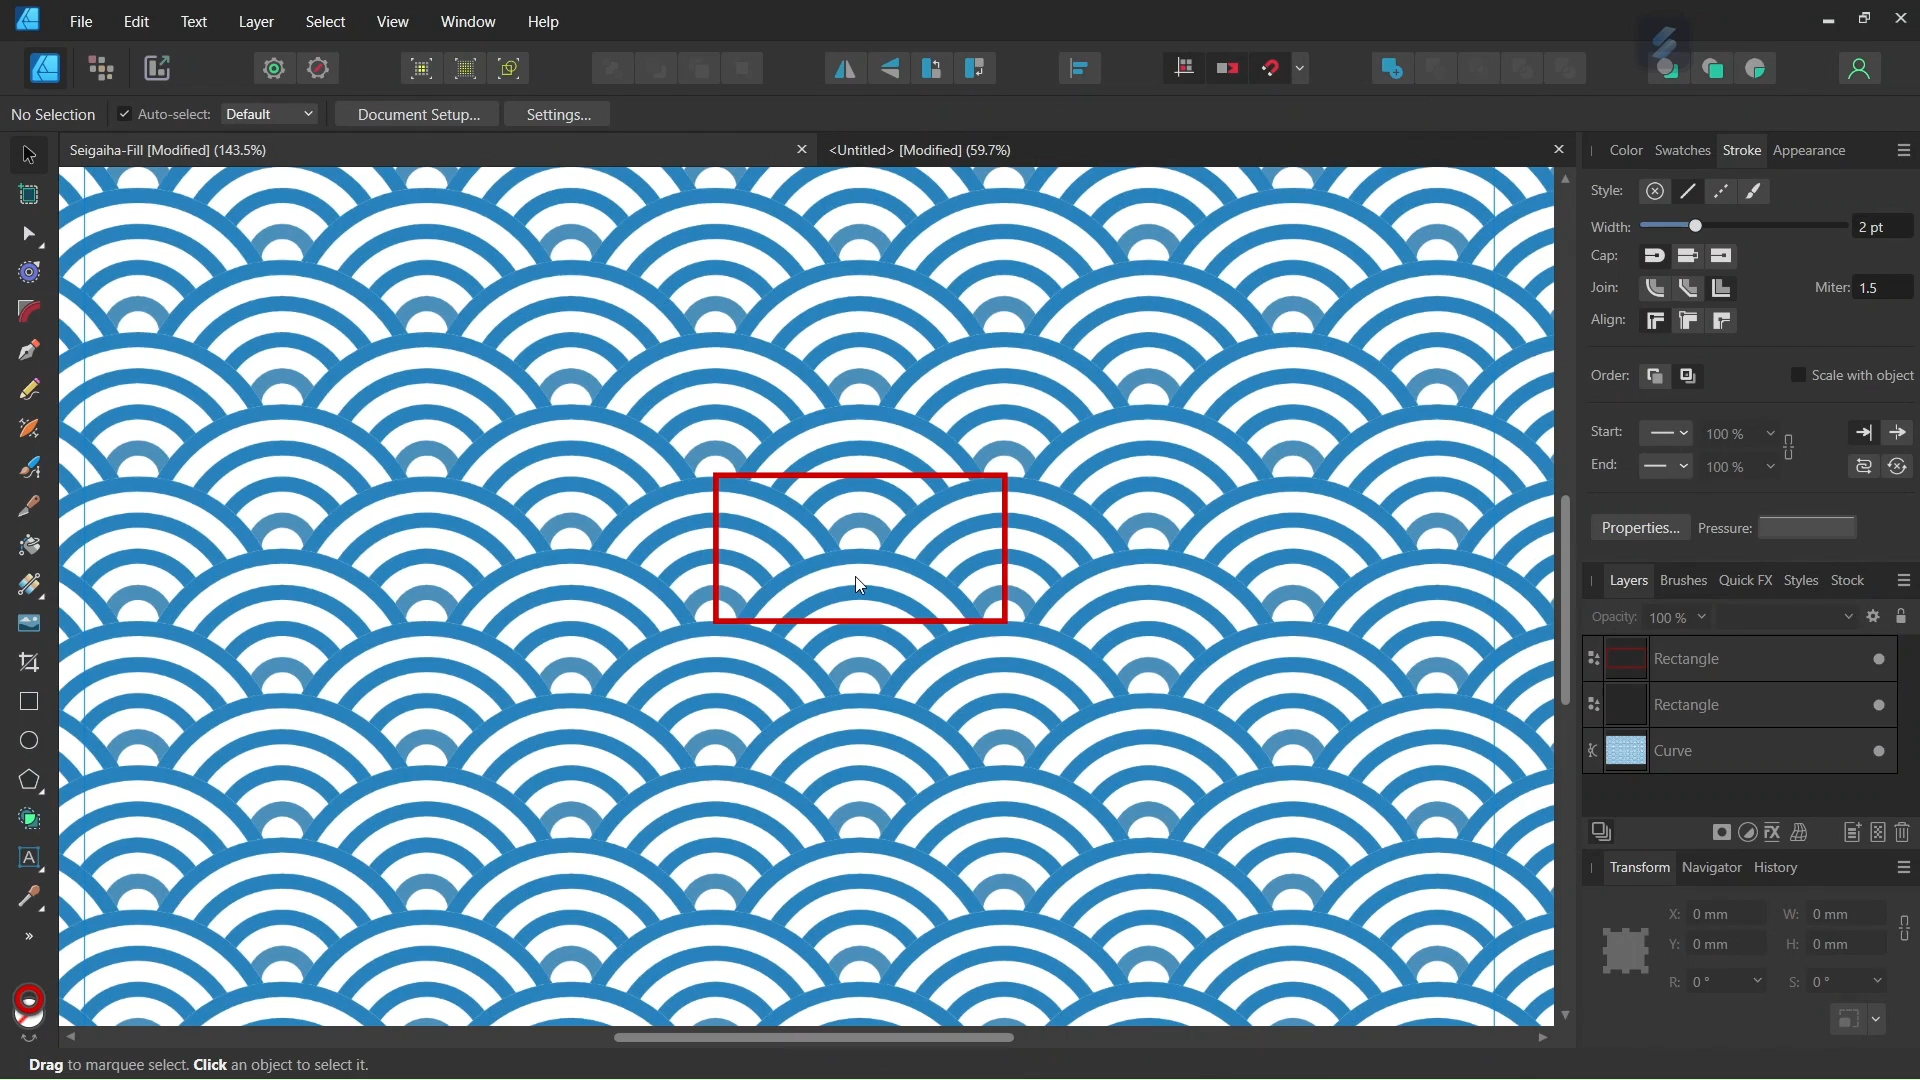 File Edit Text Layer Select View Window Help
No Selection Auto-select: Default Document Setup... Settings...
Seigaiha-Fill [Modified] (143.5%)
<Untitled> [Modified] (59.7%)
Color Swatches Stroke Appearance
Style:
Width: 2 pt
Cap:
Join: Miter: 1.5
Align:
Order: Scale with object
Start: 100 %
End: 100 %
Properties... Pressure:
Layers Brushes Quick FX Styles Stock
Opacity: 100 %
Rectangle
Rectangle
Curve
Transform Navigator History
X: 0 mm W: 0 mm
Y: 0 mm H: 0 mm
R: 0 ° S: 0 °
Drag to marquee select. Click an object to select it.